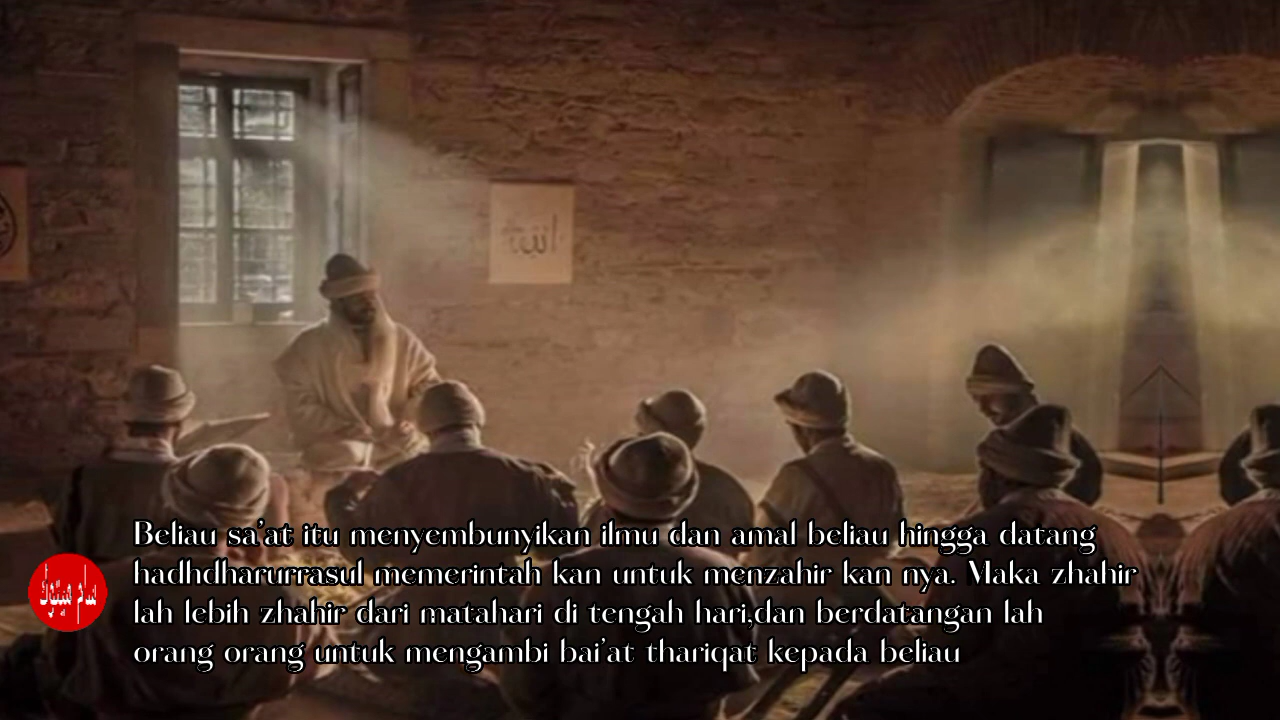 الله
Beliau sa'at itu menyembunyikan ilmu dan amal beliau hingga datang
hadhdharurrasul memerintah kan untuk menzahir kan nya. Maka zhahir
lah lebih zhahir dari matahari di tengah hari,dan berdatangan lah
orang orang untuk mengambi bai'at thariqat kepada beliau